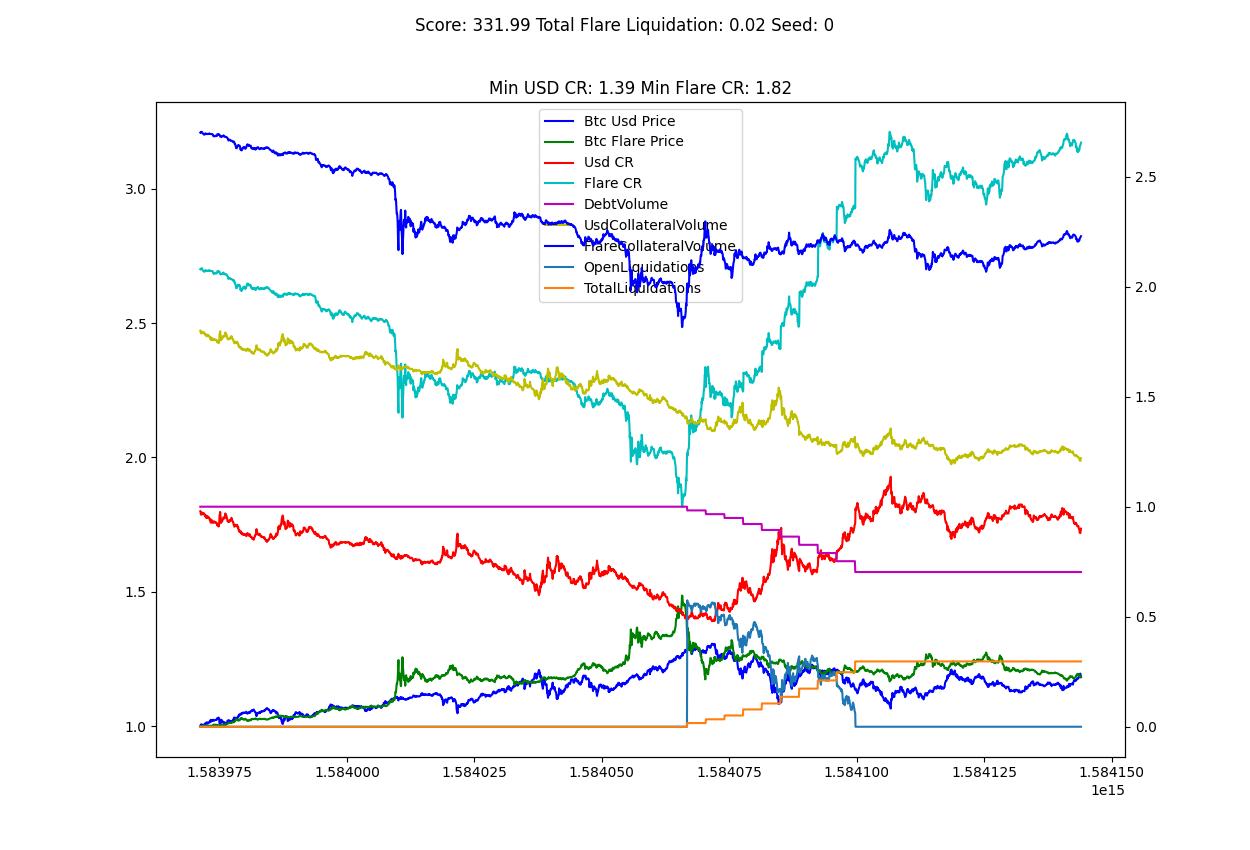 Score: 331.99 Total Flare Liquidation: 0.02 Seed: 0
Min USD CR: 1.39 Min Flare CR: 1.82
Btc Usd Price
Btc Flare Price
Usd CR
Flare CR
DebtVolume
UsdCollateralVolume
FlareCollateralVolume
OpenLiquidations
TotalLiquidations
3.0
2.5
2.0
1.5
1.0
2.5
2.0
1.5
1.0
0.5
0.0
1.583975 1.584000 1.584025 1.584050 1.584075 1.584100 1.584125 1.584150
1e15